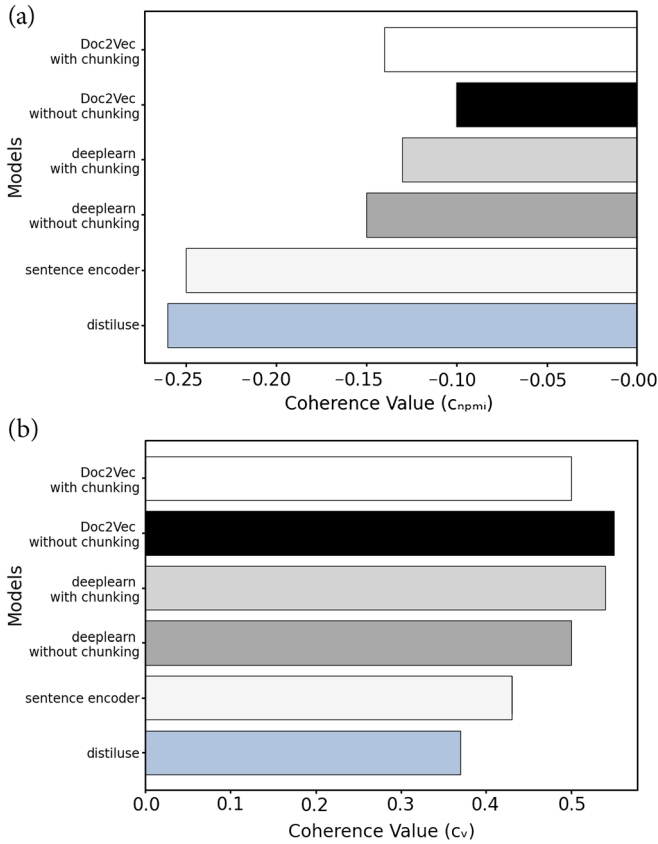 (a)
Doc2Vec
with chunking
Doc2Vec
without chunking
deeplearn
with chunking
deeplearn
without chunking
sentence encoder
distiluse
Models
−0.25 −0.20 −0.15 −0.10 −0.05 −0.00
Coherence Value (cₙₚₘᵢ)
(b)
Doc2Vec
with chunking
Doc2Vec
without chunking
deeplearn
with chunking
deeplearn
without chunking
sentence encoder
distiluse
Models
0.0 0.1 0.2 0.3 0.4 0.5
Coherence Value (cᵥ)